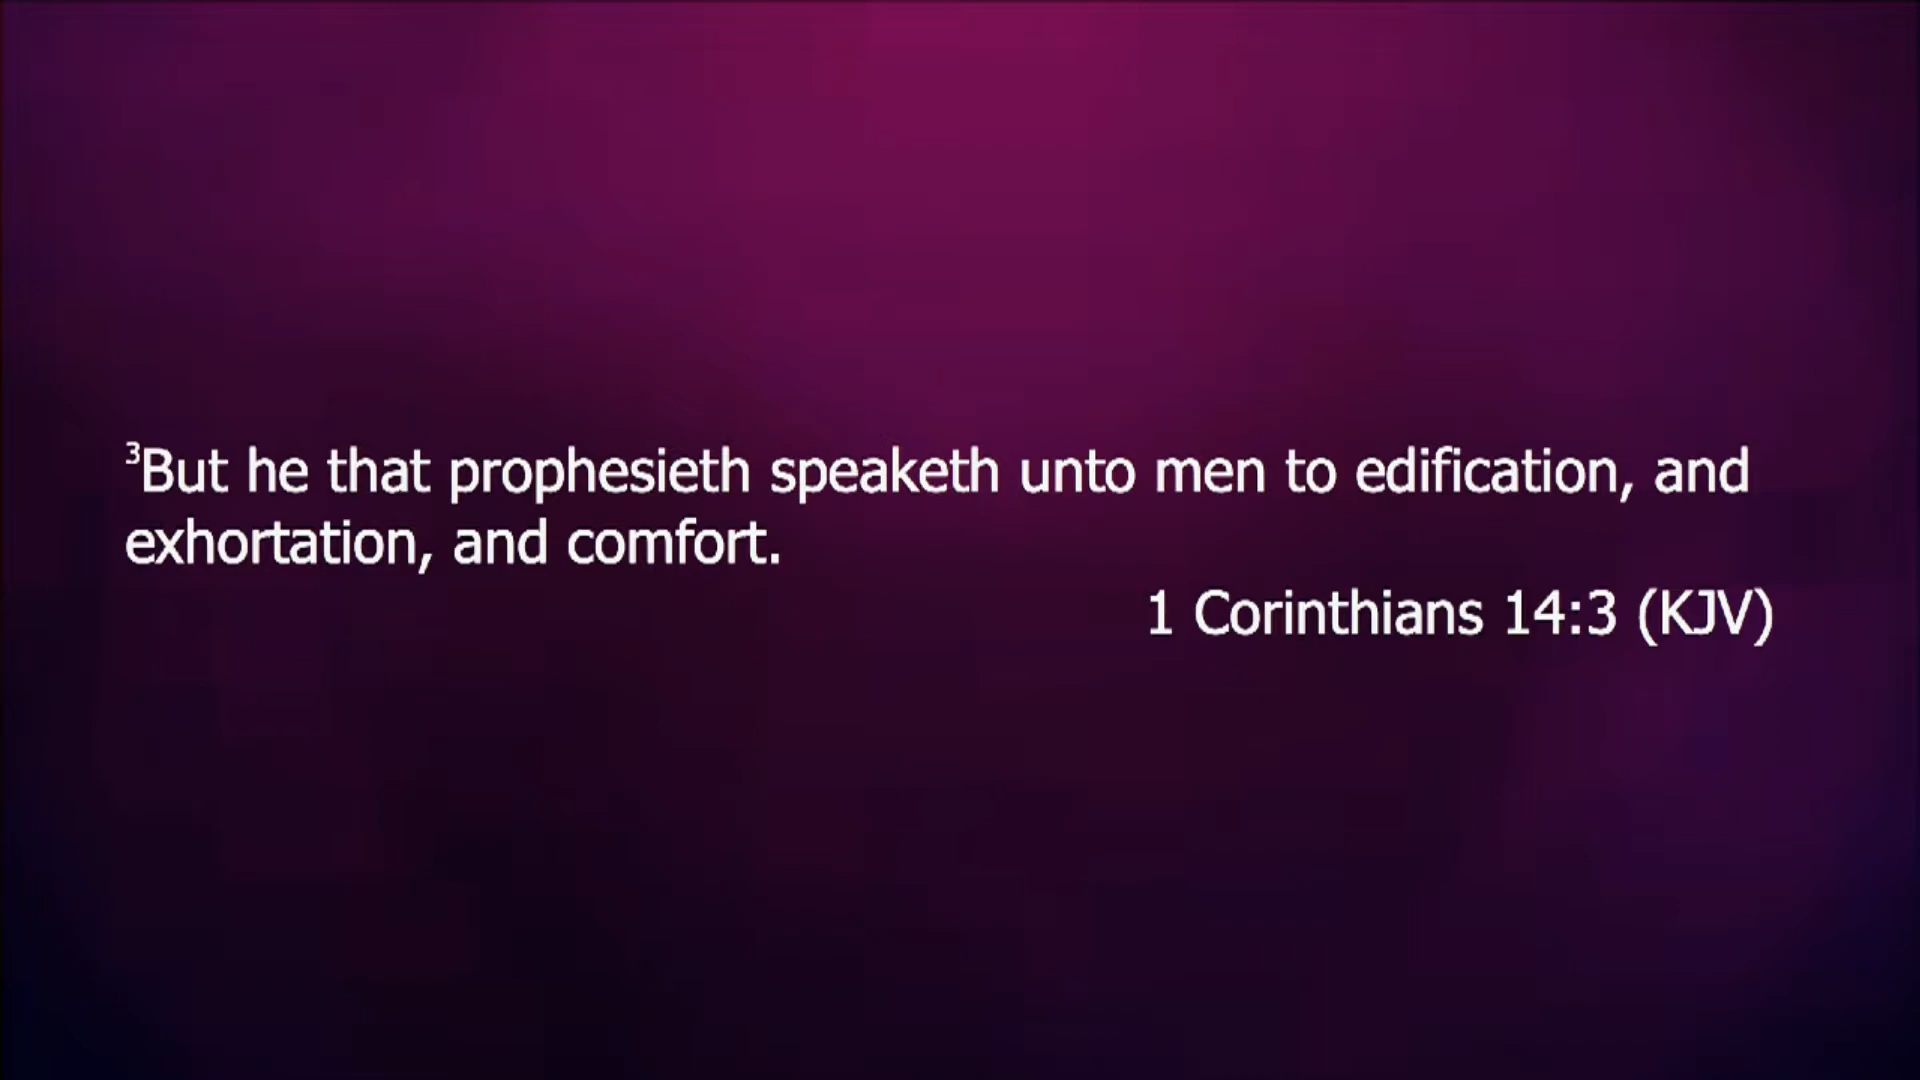 ³But he that prophesieth speaketh unto men to edification, and
exhortation, and comfort.
1 Corinthians 14:3 (KJV)